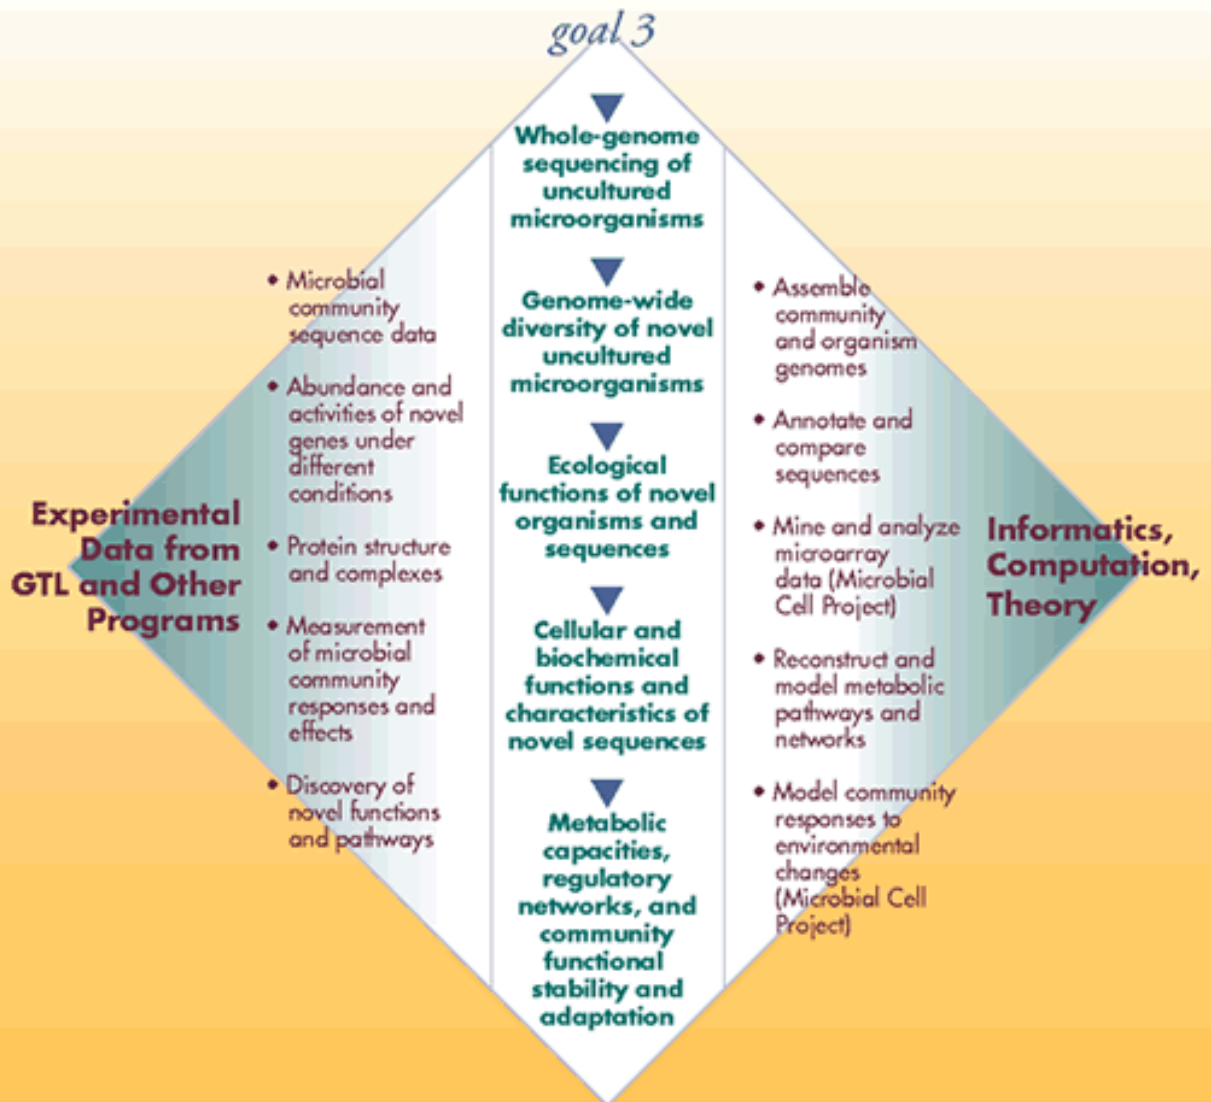 goal 3
Whole-genome
sequencing of
uncultured
microorganisms
Genome-wide
diversity of novel
uncultured
microorganisms
Ecological
functions of novel
organisms and
sequences
Cellular and
biochemical
functions and
characteristics of
novel sequences
Metabolic
capacities,
regulatory
networks, and
community
functional
stability and
adaptation
Experimental
Data from
GTL and Other
Programs
• Microbial
community
sequence data
• Abundance and
activities of novel
genes under
different
conditions
• Protein structure
and complexes
• Measurement
of microbial
community
responses and
effects
• Discovery of
novel functions
and pathways
• Assemble
community
and organism
genomes
• Annotate and
compare
sequences
• Mine and analyze
microarray
data (Microbial
Cell Project)
• Reconstruct and
model metabolic
pathways and
networks
• Model community
responses to
environmental
changes
(Microbial Cell
Project)
Informatics,
Computation,
Theory